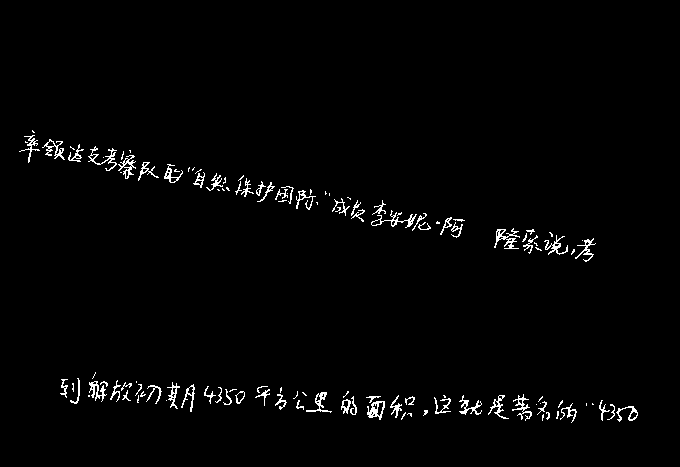 率领这支考察队的“自然保护国际”成员李安妮·阿隆索说,考
到解放初期月4350平方公里的面积,这就是著名的“4350